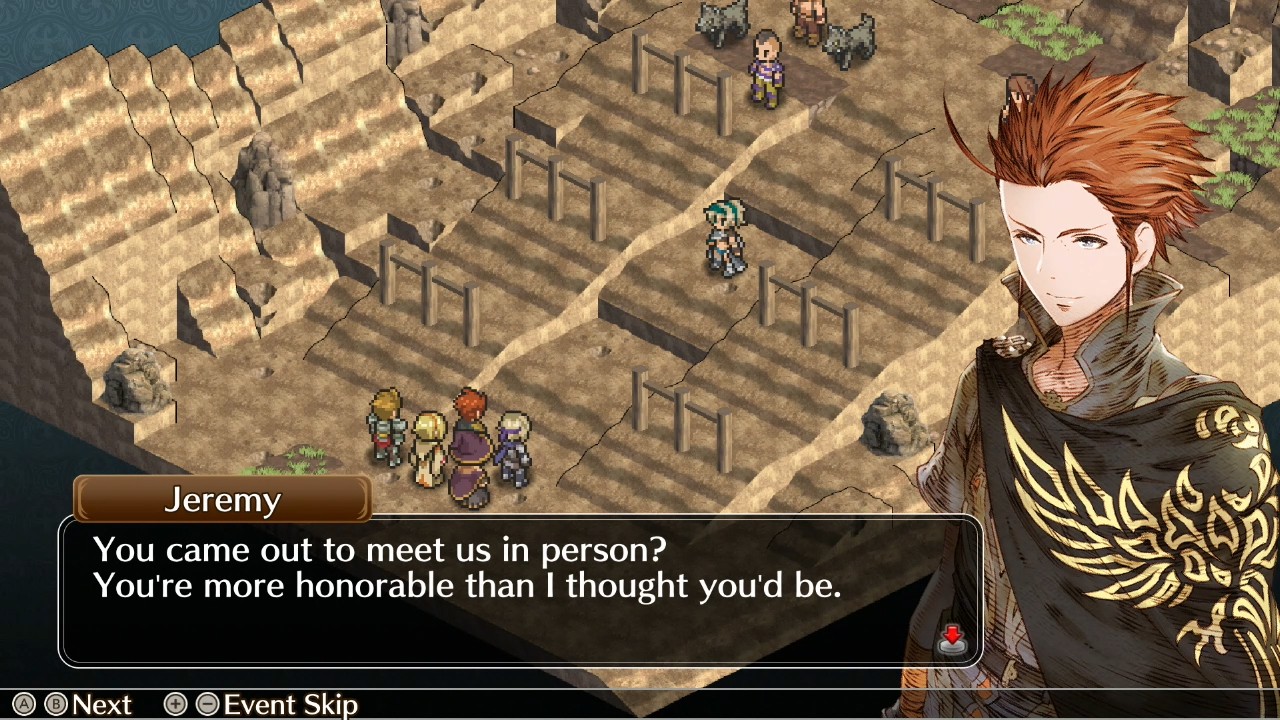 Jeremy
You came out to meet us in person?
You're more honorable than I thought you'd be.
A B Next + - Event Skip